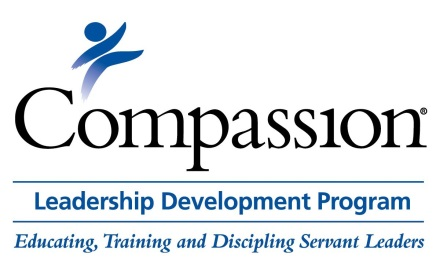 Compassion®
Leadership Development Program
Educating, Training and Discipling Servant Leaders